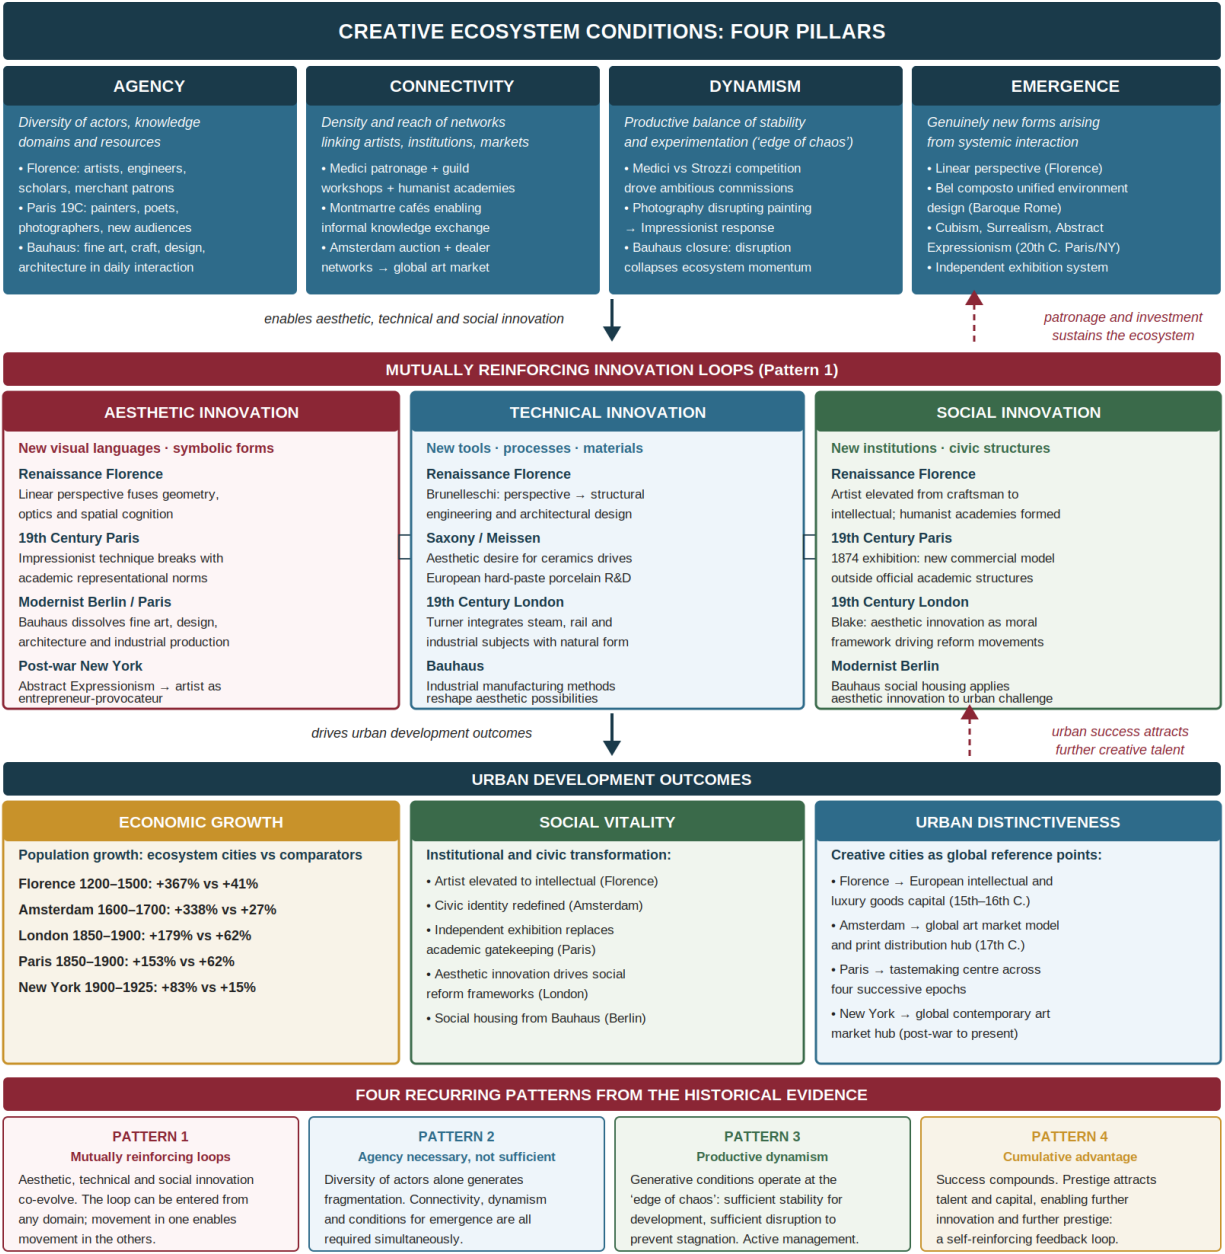 CREATIVE ECOSYSTEM CONDITIONS: FOUR PILLARS
AGENCY
Diversity of actors, knowledge
domains and resources
• Florence: artists, engineers,
scholars, merchant patrons
• Paris 19C: painters, poets,
photographers, new audiences
• Bauhaus: fine art, craft, design,
architecture in daily interaction
CONNECTIVITY
Density and reach of networks
linking artists, institutions, markets
• Medici patronage + guild
workshops + humanist academies
• Montmartre cafés enabling
informal knowledge exchange
• Amsterdam auction + dealer
networks → global art market
DYNAMISM
Productive balance of stability
and experimentation (‘edge of chaos’)
• Medici vs Strozzi competition
drove ambitious commissions
• Photography disrupting painting
→ Impressionist response
• Bauhaus closure: disruption
collapses ecosystem momentum
EMERGENCE
Genuinely new forms arising
from systemic interaction
• Linear perspective (Florence)
• Bel composto unified environment
design (Baroque Rome)
• Cubism, Surrealism, Abstract
Expressionism (20th C. Paris/NY)
• Independent exhibition system
enables aesthetic, technical and social innovation
patronage and investment
sustains the ecosystem
MUTUALLY REINFORCING INNOVATION LOOPS (Pattern 1)
AESTHETIC INNOVATION
New visual languages · symbolic forms
Renaissance Florence
Linear perspective fuses geometry,
optics and spatial cognition
19th Century Paris
Impressionist technique breaks with
academic representational norms
Modernist Berlin / Paris
Bauhaus dissolves fine art, design,
architecture and industrial production
Post-war New York
Abstract Expressionism → artist as
entrepreneur-provocateur
TECHNICAL INNOVATION
New tools · processes · materials
Renaissance Florence
Brunelleschi: perspective → structural
engineering and architectural design
Saxony / Meissen
Aesthetic desire for ceramics drives
European hard-paste porcelain R&D
19th Century London
Turner integrates steam, rail and
industrial subjects with natural form
Bauhaus
Industrial manufacturing methods
reshape aesthetic possibilities
SOCIAL INNOVATION
New institutions · civic structures
Renaissance Florence
Artist elevated from craftsman to
intellectual; humanist academies formed
19th Century Paris
1874 exhibition: new commercial model
outside official academic structures
19th Century London
Blake: aesthetic innovation as moral
framework driving reform movements
Modernist Berlin
Bauhaus social housing applies
aesthetic innovation to urban challenge
drives urban development outcomes
urban success attracts
further creative talent
URBAN DEVELOPMENT OUTCOMES
ECONOMIC GROWTH
Population growth: ecosystem cities vs comparators
Florence 1200–1500: +367% vs +41%
Amsterdam 1600–1700: +338% vs +27%
London 1850–1900: +179% vs +62%
Paris 1850–1900: +153% vs +62%
New York 1900–1925: +83% vs +15%
SOCIAL VITALITY
Institutional and civic transformation:
• Artist elevated to intellectual (Florence)
• Civic identity redefined (Amsterdam)
• Independent exhibition replaces
academic gatekeeping (Paris)
• Aesthetic innovation drives social
reform frameworks (London)
• Social housing from Bauhaus (Berlin)
URBAN DISTINCTIVENESS
Creative cities as global reference points:
• Florence → European intellectual and
luxury goods capital (15th–16th C.)
• Amsterdam → global art market model
and print distribution hub (17th C.)
• Paris → tastemaking centre across
four successive epochs
• New York → global contemporary art
market hub (post-war to present)
FOUR RECURRING PATTERNS FROM THE HISTORICAL EVIDENCE
PATTERN 1
Mutually reinforcing loops
Aesthetic, technical and social innovation
co-evolve. The loop can be entered from
any domain; movement in one enables
movement in the others.
PATTERN 2
Agency necessary, not sufficient
Diversity of actors alone generates
fragmentation. Connectivity, dynamism
and conditions for emergence are all
required simultaneously.
PATTERN 3
Productive dynamism
Generative conditions operate at the
‘edge of chaos’: sufficient stability for
development, sufficient disruption to
prevent stagnation. Active management.
PATTERN 4
Cumulative advantage
Success compounds. Prestige attracts
talent and capital, enabling further
innovation and further prestige:
a self-reinforcing feedback loop.